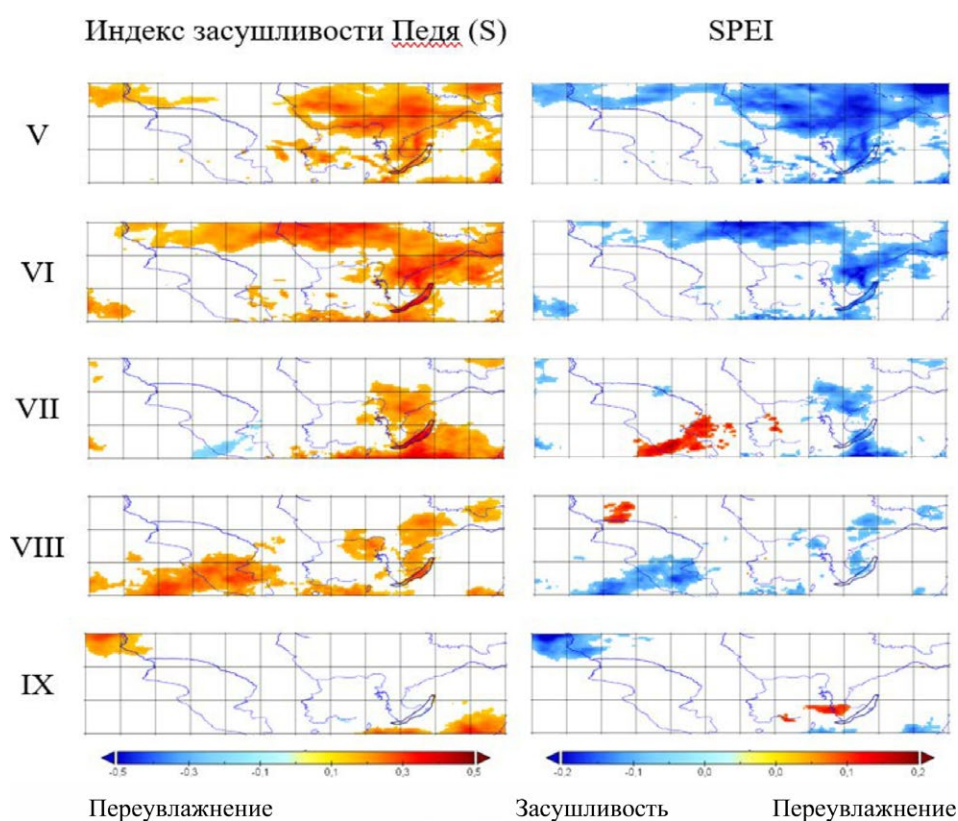 Индекс засушливости Педя (S) SPEI
V
VI
VII
VIII
IX
-0,5 -0,3 -0,1 0,1 0,3 0,5 -0,2 -0,1 0,0 0,0 0,1 0,2
Переувлажнение Засушливость Переувлажнение